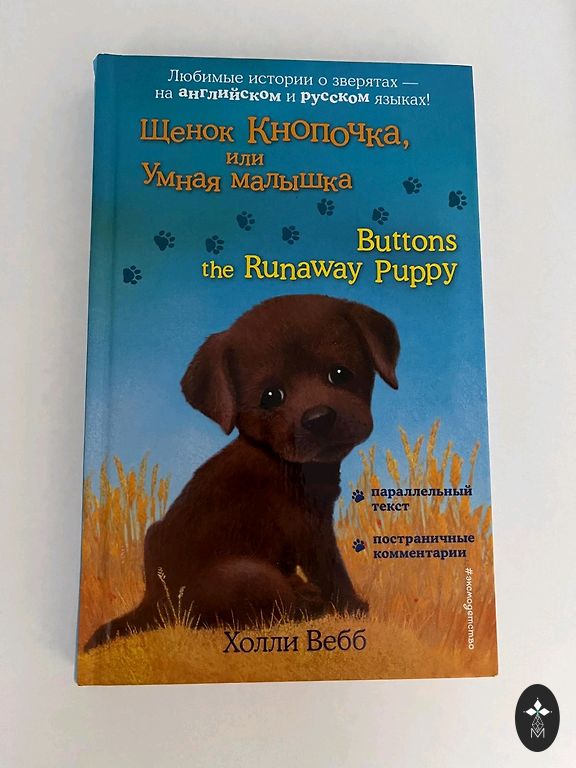 Любимые истории о зверятах —
на английском и русском языках!
Щенок Кнопочка,
или
Умная малышка
Buttons
the Runaway Puppy
параллельный
текст
постраничные
комментарии
#эксмодетство
Холли Вебб
M